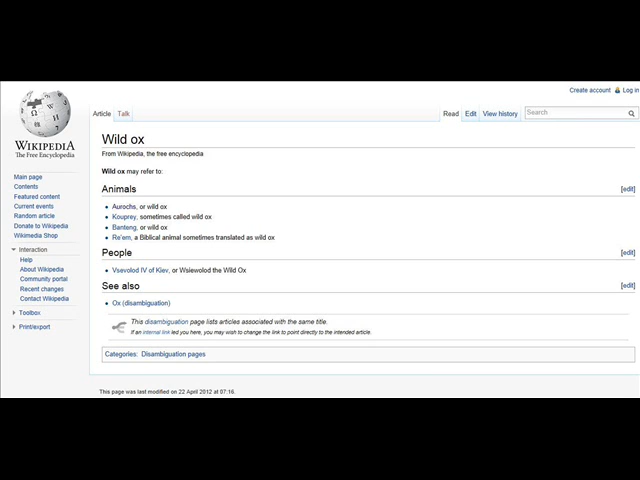 Create account Log in
Article Talk Read Edit View history Search
WIKIPEDIA
The Free Encyclopedia
Main page
Contents
Featured content
Current events
Random article
Donate to Wikipedia
Wikimedia Shop
Interaction
Help
About Wikipedia
Community portal
Recent changes
Contact Wikipedia
Toolbox
Print/export
Wild ox
From Wikipedia, the free encyclopedia
Wild ox may refer to:
Animals [edit]
Aurochs, or wild ox
Kouprey, sometimes called wild ox
Banteng, or wild ox
Re'em, a Biblical animal sometimes translated as wild ox
People [edit]
Vsevolod IV of Kiev, or Wsiewolod the Wild Ox
See also [edit]
Ox (disambiguation)
This disambiguation page lists articles associated with the same title.
If an internal link led you here, you may wish to change the link to point directly to the intended article.
Categories: Disambiguation pages
This page was last modified on 22 April 2012 at 07:16.